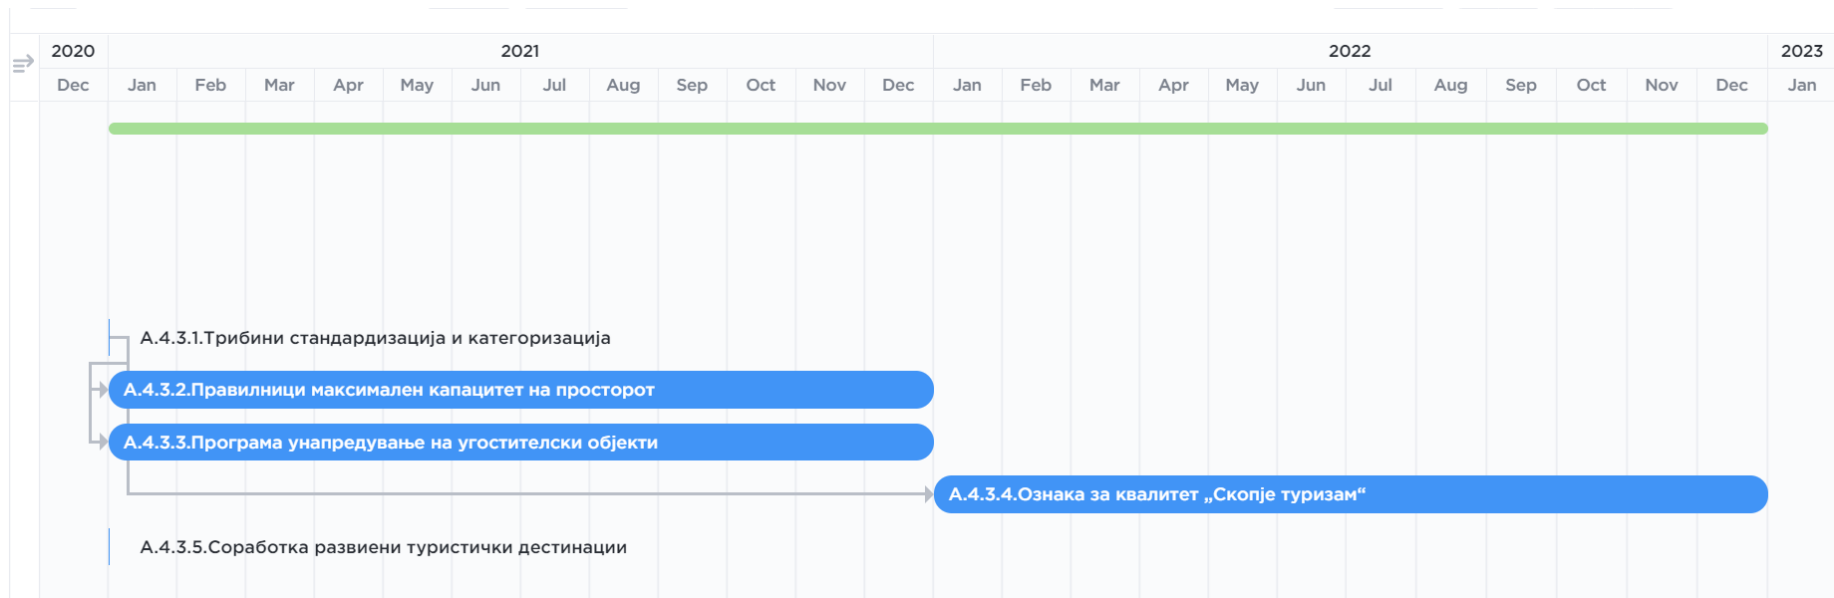 2020 2021 2022 2023
Dec Jan Feb Mar Apr May Jun Jul Aug Sep Oct Nov Dec Jan Feb Mar Apr May Jun Jul Aug Sep Oct Nov Dec Jan
А.4.3.1.Трибини стандардизација и категоризација
А.4.3.2.Правилници максимален капацитет на просторот
А.4.3.3.Програма унапредување на угостителски објекти
А.4.3.4.Ознака за квалитет „Скопје туризам“
А.4.3.5.Соработка развиени туристички дестинации